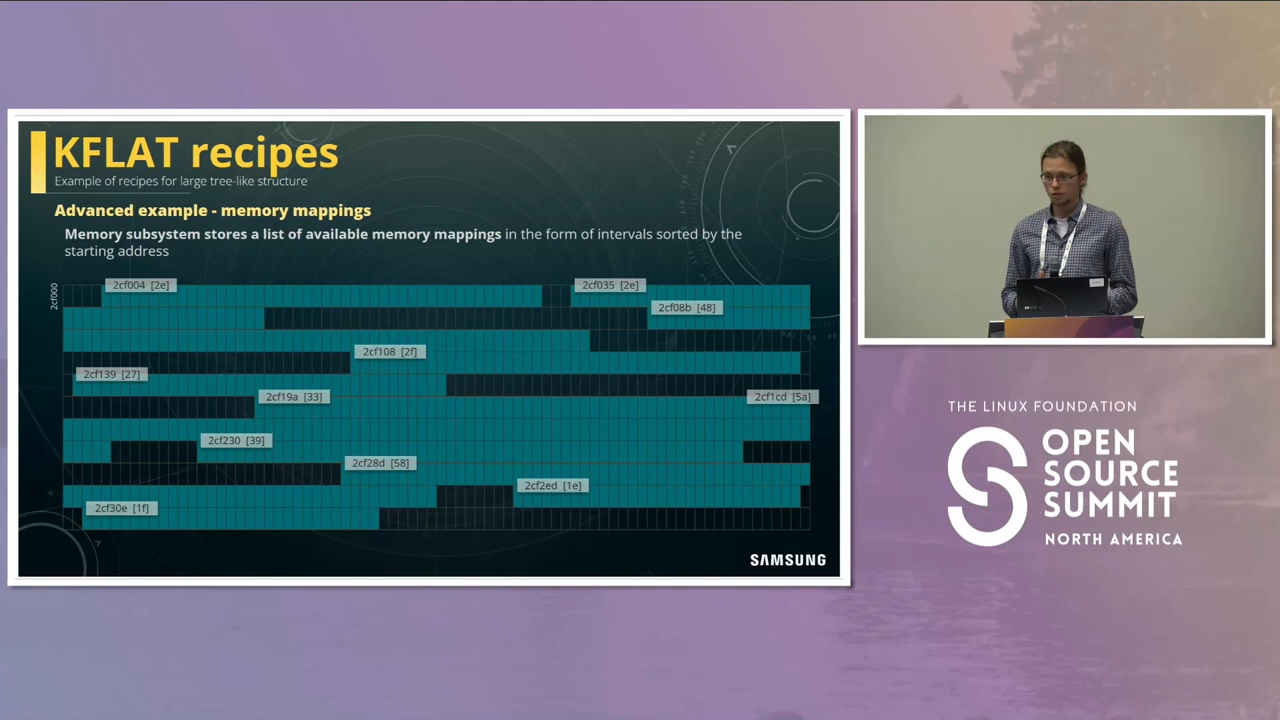 KFLAT recipes
Example of recipes for large tree-like structure
Advanced example - memory mappings
Memory subsystem stores a list of available memory mappings in the form of intervals sorted by the
starting address
2cf000
2cf004 [2e]
2cf035 [2e]
2cf08b [48]
2cf108 [2f]
2cf139 [27]
2cf19a [33]
2cf1cd [5a]
2cf230 [39]
2cf28d [58]
2cf2ed [1e]
2cf30e [1f]
SAMSUNG
THE LINUX FOUNDATION
OPEN
SOURCE
SUMMIT
NORTH AMERICA